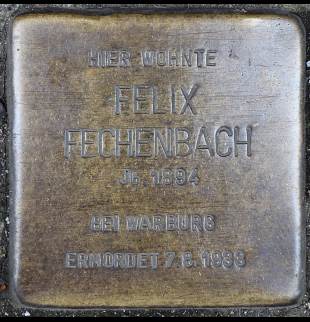 HIER WOHNTE
FELIX
FECHENBACH
JG. 1894
BEI WARBURG
ERMORDET 7.8.1933